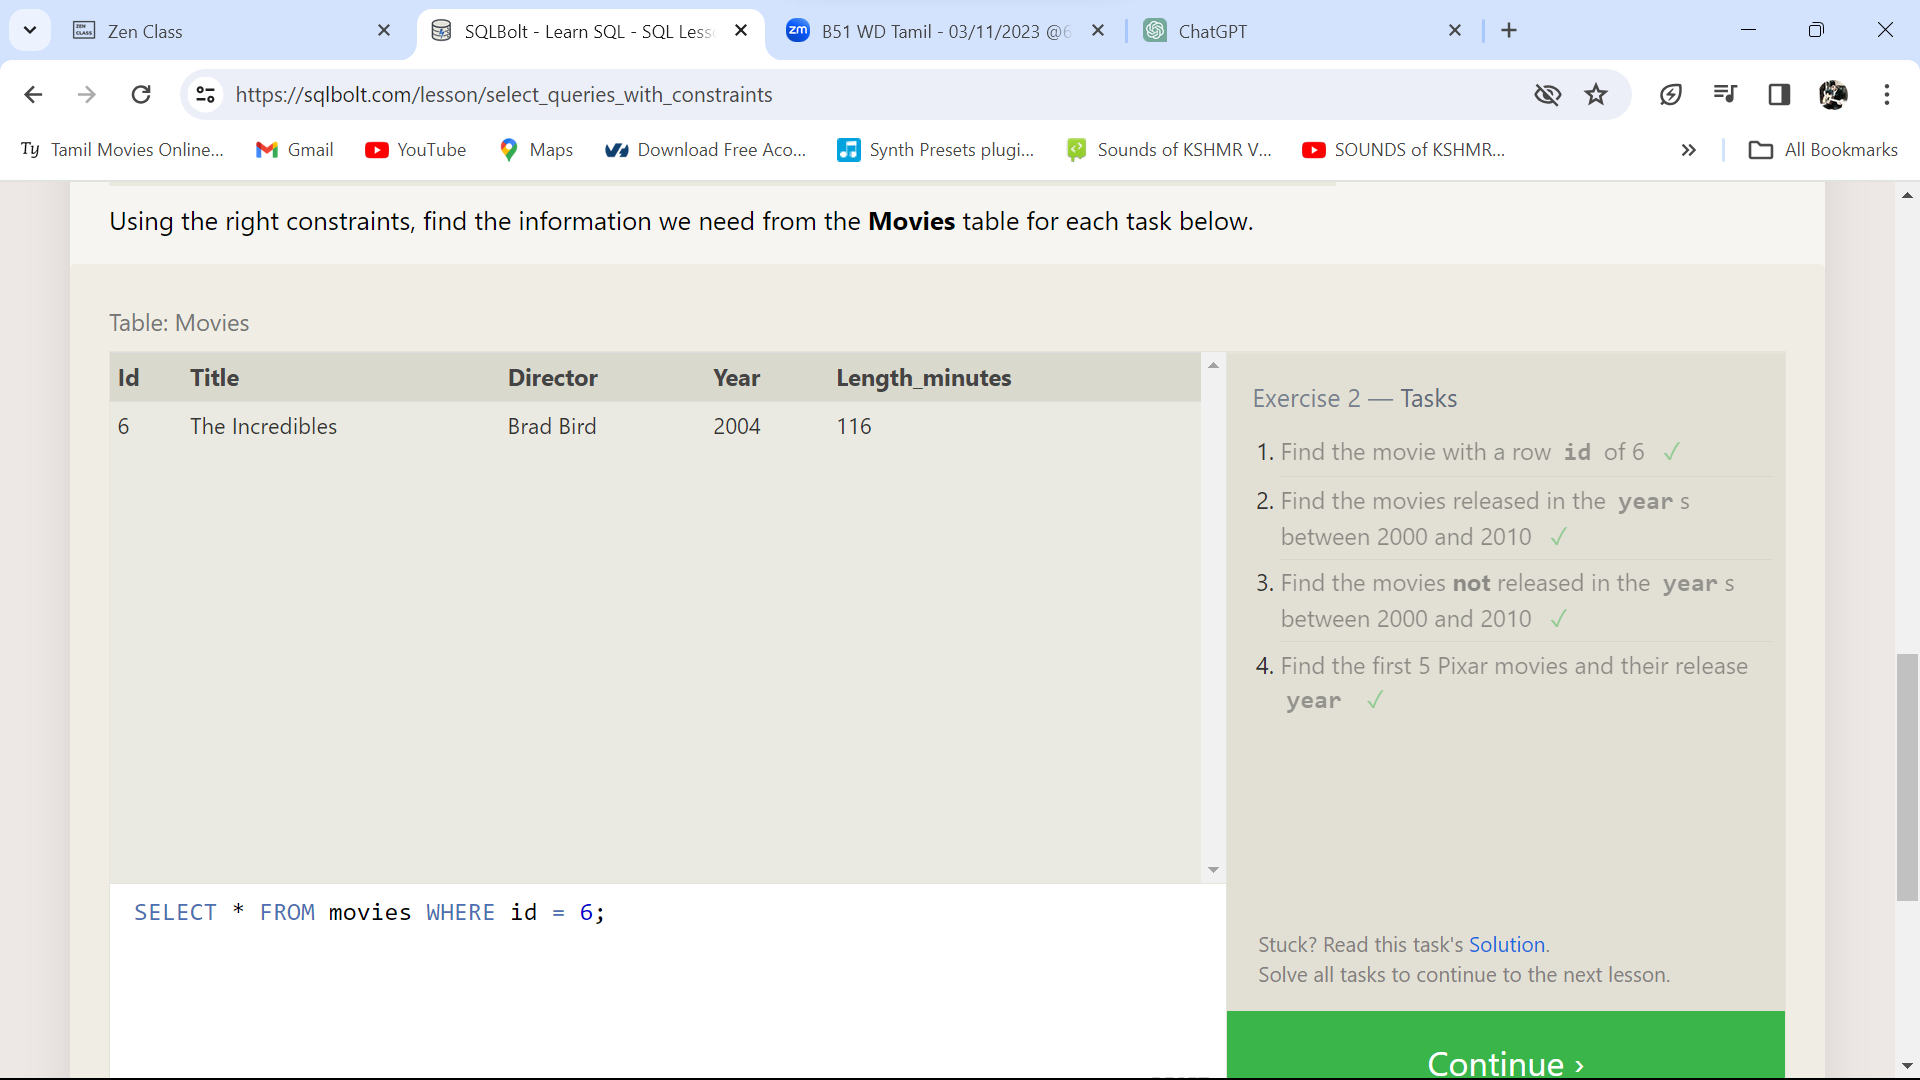 Zen Class
SQLBolt - Learn SQL - SQL Less
zm B51 WD Tamil - 03/11/2023 @6
ChatGPT
https://sqlbolt.com/lesson/select_queries_with_constraints
Ty Tamil Movies Online...
Gmail
YouTube
Maps
Download Free Aco...
Synth Presets plugi...
Sounds of KSHMR V...
SOUNDS of KSHMR...
All Bookmarks
Using the right constraints, find the information we need from the Movies table for each task below.
Table: Movies
Id Title Director Year Length_minutes
6 The Incredibles Brad Bird 2004 116
SELECT * FROM movies WHERE id = 6;
Exercise 2 — Tasks
1. Find the movie with a row id of 6 ✓
2. Find the movies released in the year s
between 2000 and 2010 ✓
3. Find the movies not released in the year s
between 2000 and 2010 ✓
4. Find the first 5 Pixar movies and their release
year ✓
Stuck? Read this task's Solution.
Solve all tasks to continue to the next lesson.
Continue ›